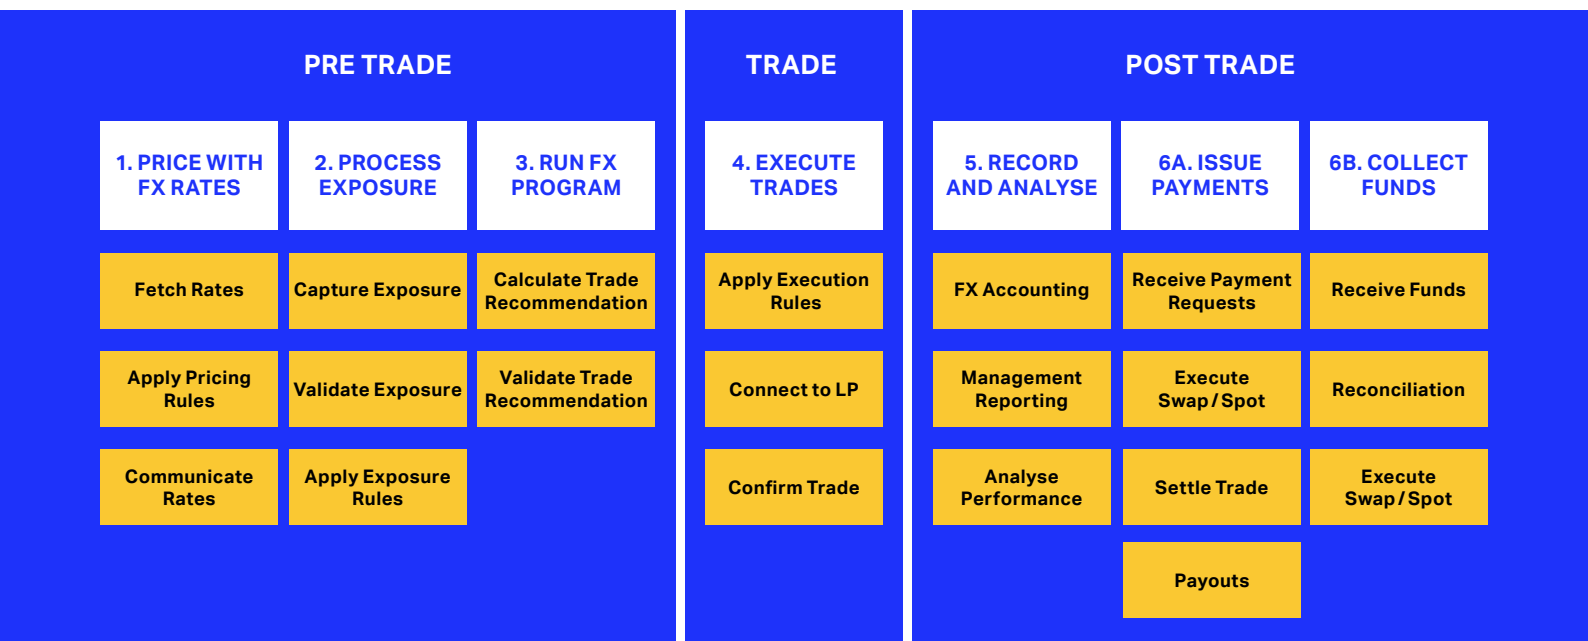 PRE TRADE
1. PRICE WITH
FX RATES
Fetch Rates
Apply Pricing
Rules
Communicate
Rates
2. PROCESS
EXPOSURE
Capture Exposure
Validate Exposure
Apply Exposure
Rules
3. RUN FX
PROGRAM
Calculate Trade
Recommendation
Validate Trade
Recommendation
TRADE
4. EXECUTE
TRADES
Apply Execution
Rules
Connect to LP
Confirm Trade
POST TRADE
5. RECORD
AND ANALYSE
FX Accounting
Management
Reporting
Analyse
Performance
6A. ISSUE
PAYMENTS
Receive Payment
Requests
Execute
Swap/Spot
Settle Trade
Payouts
6B. COLLECT
FUNDS
Receive Funds
Reconciliation
Execute
Swap/Spot